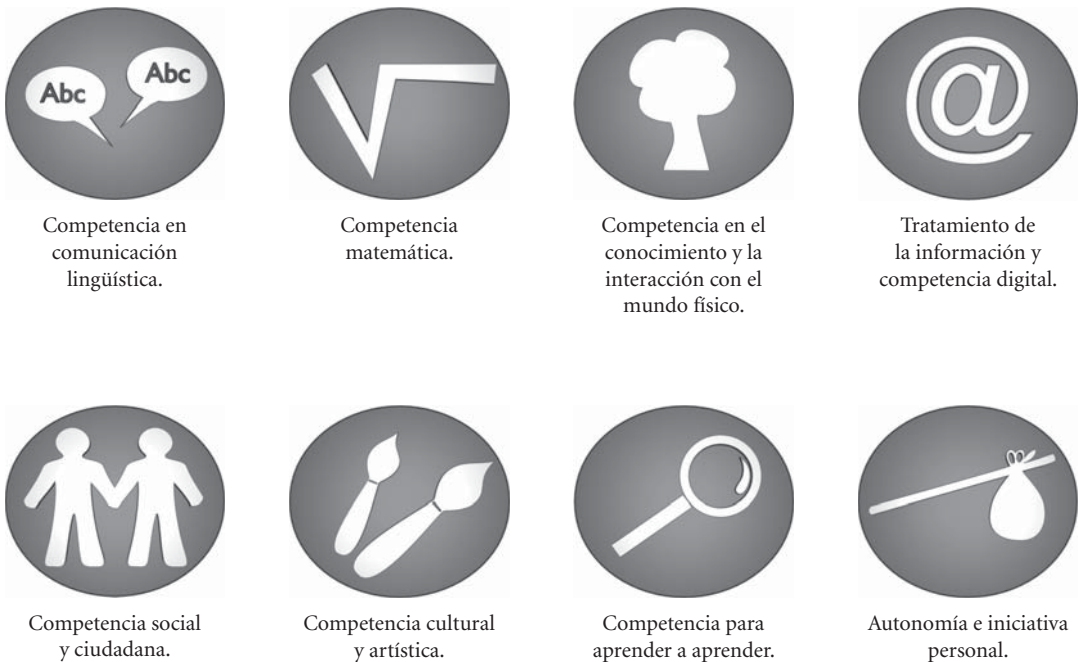 Abc
Abc
Competencia en
comunicación
lingüística.
Competencia
matemática.
Competencia en el
conocimiento y la
interacción con el
mundo físico.
@
Tratamiento de
la información y
competencia digital.
Competencia social
y ciudadana.
Competencia cultural
y artística.
Competencia para
aprender a aprender.
Autonomía e iniciativa
personal.